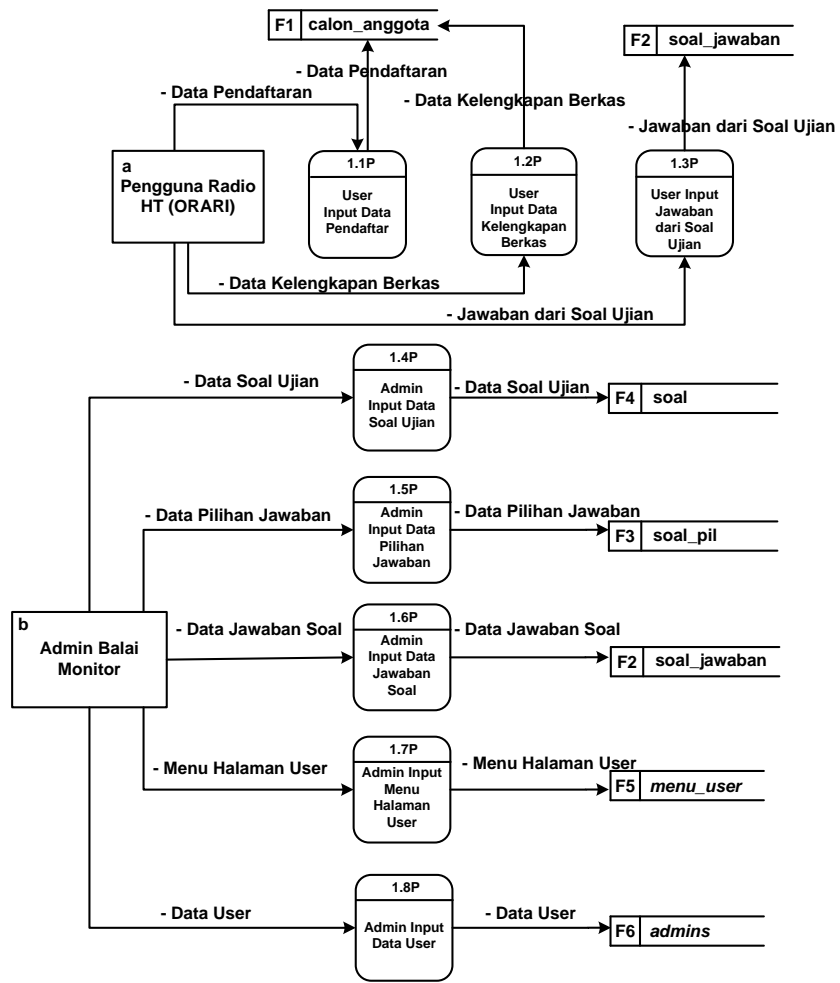 F1 calon_anggota
F2 soal_jawaban
- Data Pendaftaran
- Data Pendaftaran
- Data Kelengkapan Berkas
- Jawaban dari Soal Ujian
a
Pengguna Radio
HT (ORARI)
1.1P
User
Input Data
Pendaftar
1.2P
User
Input Data
Kelengkapan
Berkas
1.3P
User Input
Jawaban
dari Soal
Ujian
- Data Kelengkapan Berkas
- Jawaban dari Soal Ujian
- Data Soal Ujian
1.4P
Admin
Input Data
Soal Ujian
- Data Soal Ujian
F4 soal
- Data Pilihan Jawaban
1.5P
Admin
Input Data
Pilihan
Jawaban
- Data Pilihan Jawaban
F3 soal_pil
b
Admin Balai
Monitor
- Data Jawaban Soal
1.6P
Admin
Input Data
Jawaban
Soal
- Data Jawaban Soal
F2 soal_jawaban
- Menu Halaman User
1.7P
Admin Input
Menu
Halaman
User
- Menu Halaman User
F5 menu_user
- Data User
1.8P
Admin Input
Data User
- Data User
F6 admins